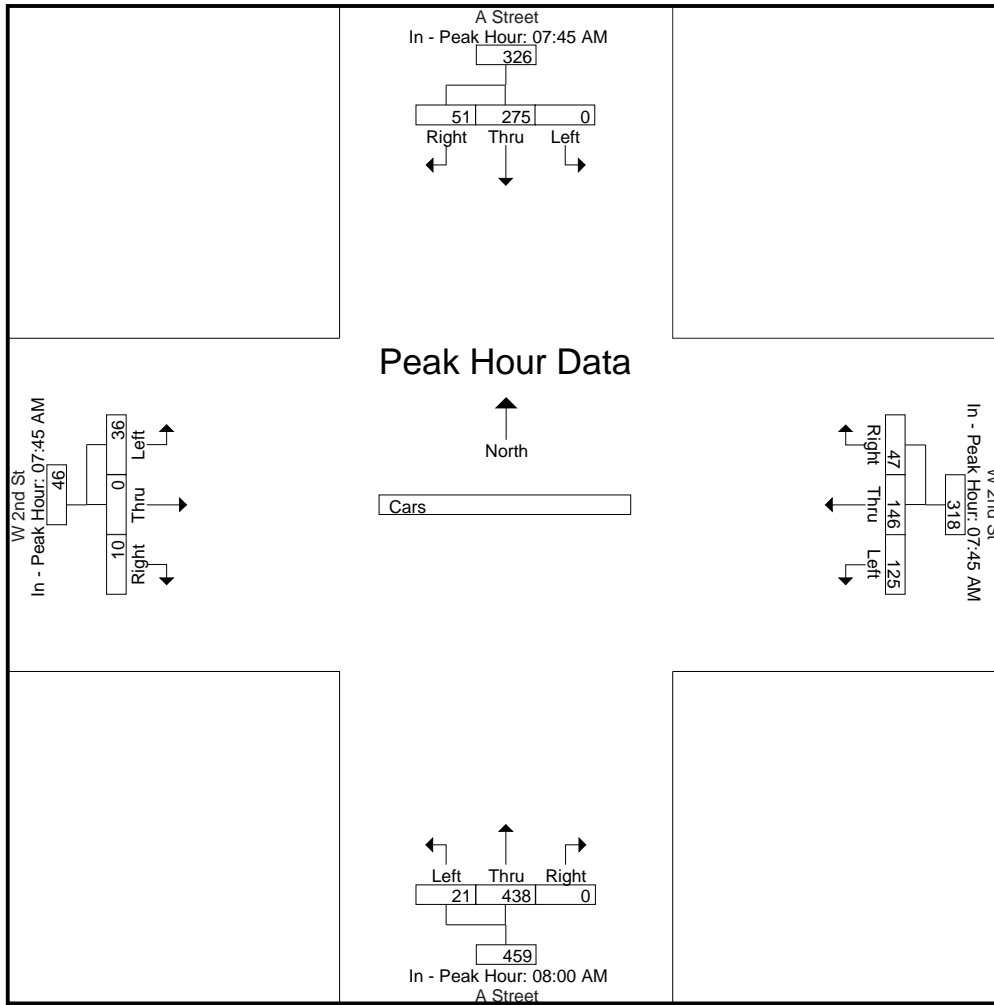 A Street
In - Peak Hour: 07:45 AM
326
51 275 0
Right Thru Left
Peak Hour Data
North
Cars
W 2nd St
In - Peak Hour: 07:45 AM
46
36 0 10
Left Thru Right
Right Thru Left
47 146 125
318
In - Peak Hour: 07:45 AM
W 2nd St
Left Thru Right
21 438 0
459
In - Peak Hour: 08:00 AM
A Street